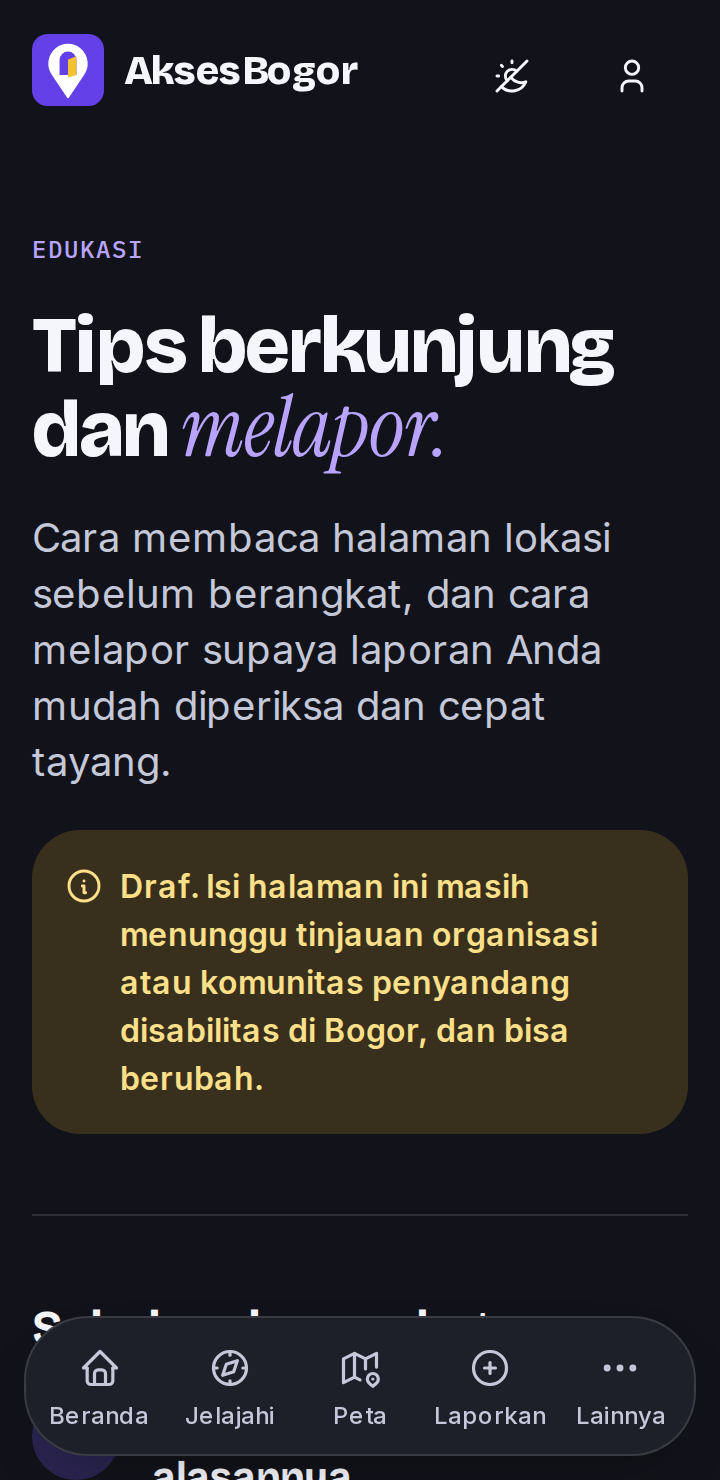 AksesBogor
EDUKASI
Tips berkunjung
dan melapor.
Cara membaca halaman lokasi
sebelum berangkat, dan cara
melapor supaya laporan Anda
mudah diperiksa dan cepat
tayang.
Draf. Isi halaman ini masih
menunggu tinjauan organisasi
atau komunitas penyandang
disabilitas di Bogor, dan bisa
berubah.
Beranda Jelajahi Peta Laporkan Lainnya
alasannya